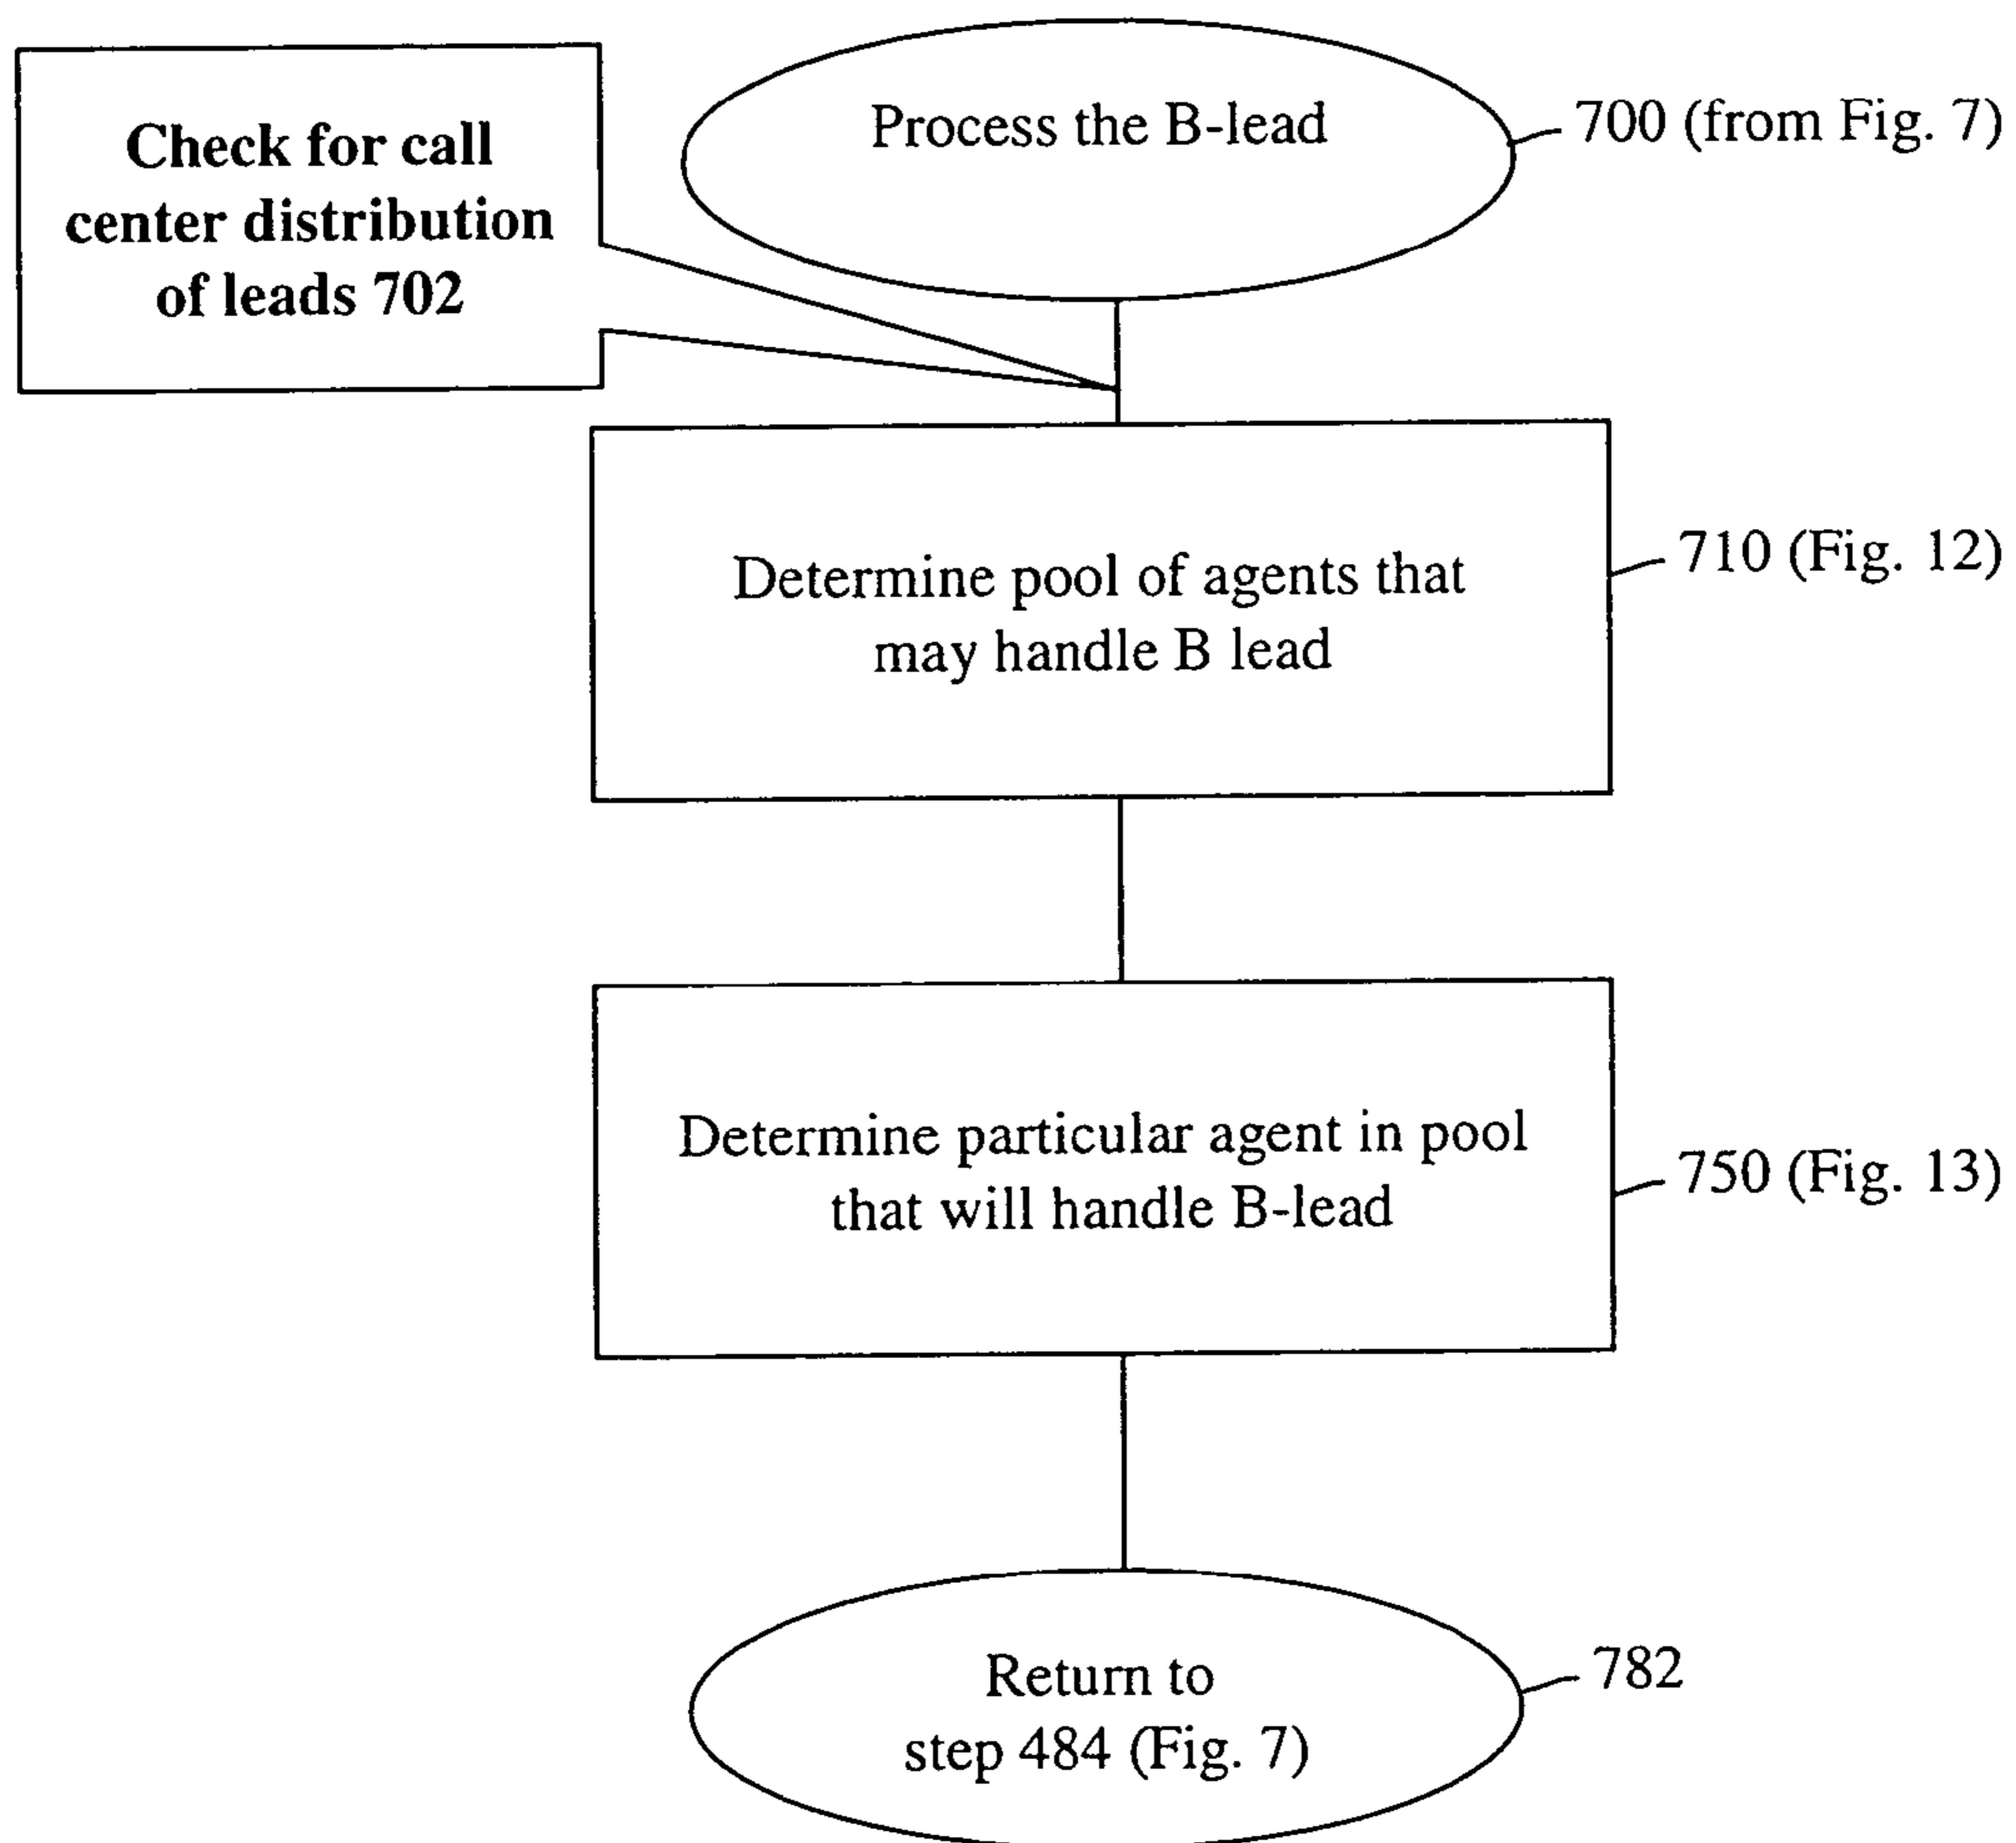 Check for call
center distribution
of leads 702
Process the B-lead
700 (from Fig. 7)
Determine pool of agents that
may handle B lead
710 (Fig. 12)
Determine particular agent in pool
that will handle B-lead
750 (Fig. 13)
Return to
step 484 (Fig. 7)
782